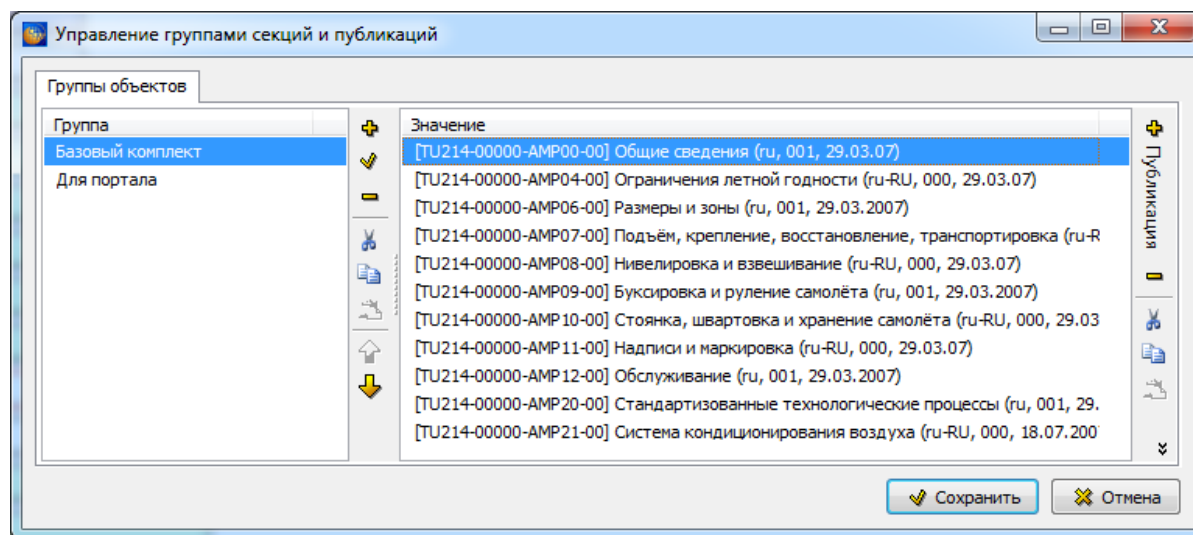 Управление группами секций и публикаций
Группы объектов
Группа
Базовый комплект
Для портала
Значение
[TU214-00000-AMP00-00] Общие сведения (ru, 001, 29.03.07)
[TU214-00000-AMP04-00] Ограничения летной годности (ru-RU, 000, 29.03.07)
[TU214-00000-AMP06-00] Размеры и зоны (ru, 001, 29.03.2007)
[TU214-00000-AMP07-00] Подъём, крепление, восстановление, транспортировка (ru-R
[TU214-00000-AMP08-00] Нивелировка и взвешивание (ru-RU, 000, 29.03.07)
[TU214-00000-AMP09-00] Буксировка и руление самолёта (ru, 001, 29.03.2007)
[TU214-00000-AMP10-00] Стоянка, швартовка и хранение самолёта (ru-RU, 000, 29.03
[TU214-00000-AMP11-00] Надписи и маркировка (ru-RU, 000, 29.03.07)
[TU214-00000-AMP12-00] Обслуживание (ru, 001, 29.03.2007)
[TU214-00000-AMP20-00] Стандартизованные технологические процессы (ru, 001, 29.
[TU214-00000-AMP21-00] Система кондиционирования воздуха (ru-RU, 000, 18.07.200
Публикация
Сохранить
Отмена